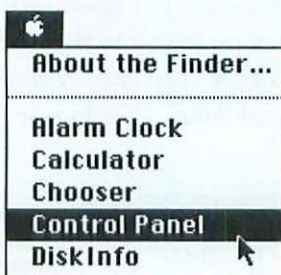 About the Finder...
Alarm Clock
Calculator
Chooser
Control Panel
DiskInfo